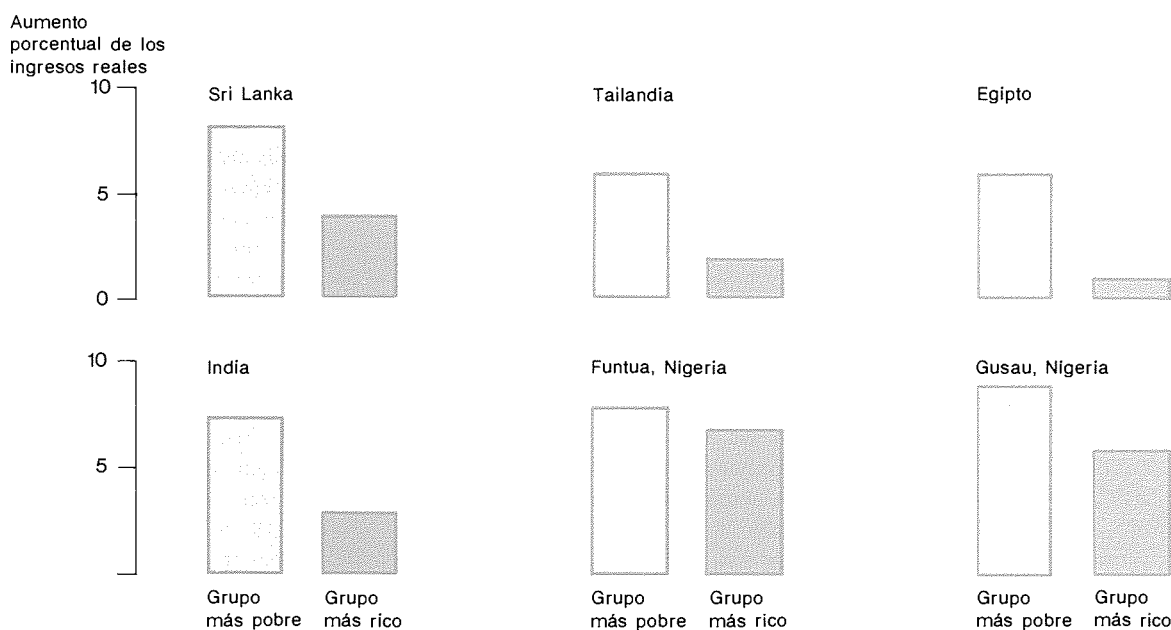 Aumento
porcentual de los
ingresos reales
10
Sri Lanka
Tailandia
Egipto
5
0
10
India
Funtua, Nigeria
Gusau, Nigeria
5
Grupo
más pobre
Grupo
más rico
Grupo
más pobre
Grupo
más rico
Grupo
más pobre
Grupo
más rico